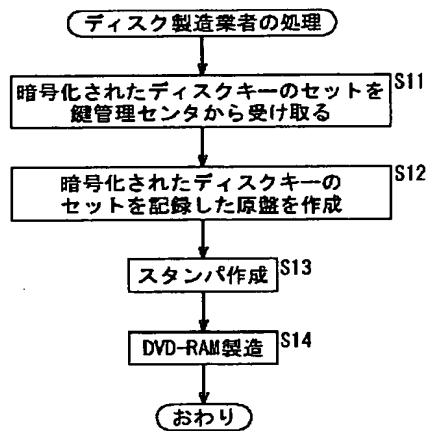 ディスク製造業者の処理
S11
暗号化されたディスクキーのセットを
鍵管理センタから受け取る
S12
暗号化されたディスクキーの
セットを記録した原盤を作成
S13
スタンパ作成
S14
DVD-RAM製造
おわり